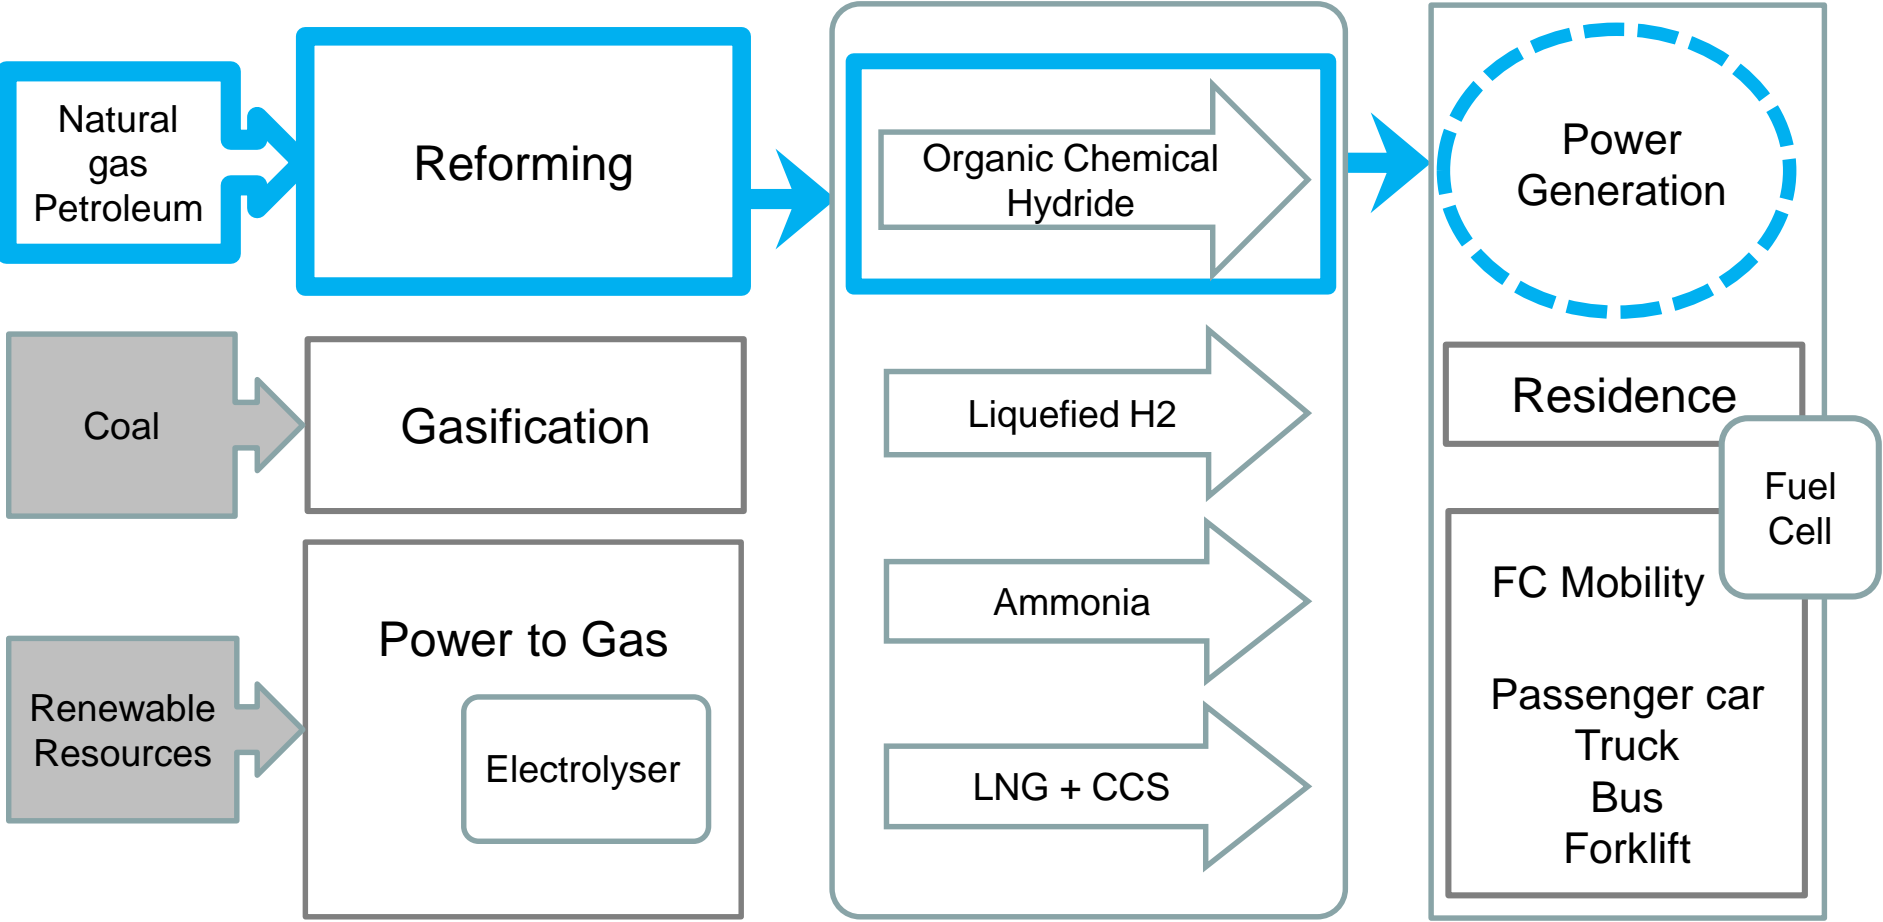 Natural
gas
Petroleum
Reforming
Organic Chemical
Hydride
Power
Generation
Coal
Gasification
Liquefied H2
Residence
Fuel
Cell
Renewable
Resources
Power to Gas
Electrolyser
Ammonia
LNG + CCS
FC Mobility
Passenger car
Truck
Bus
Forklift